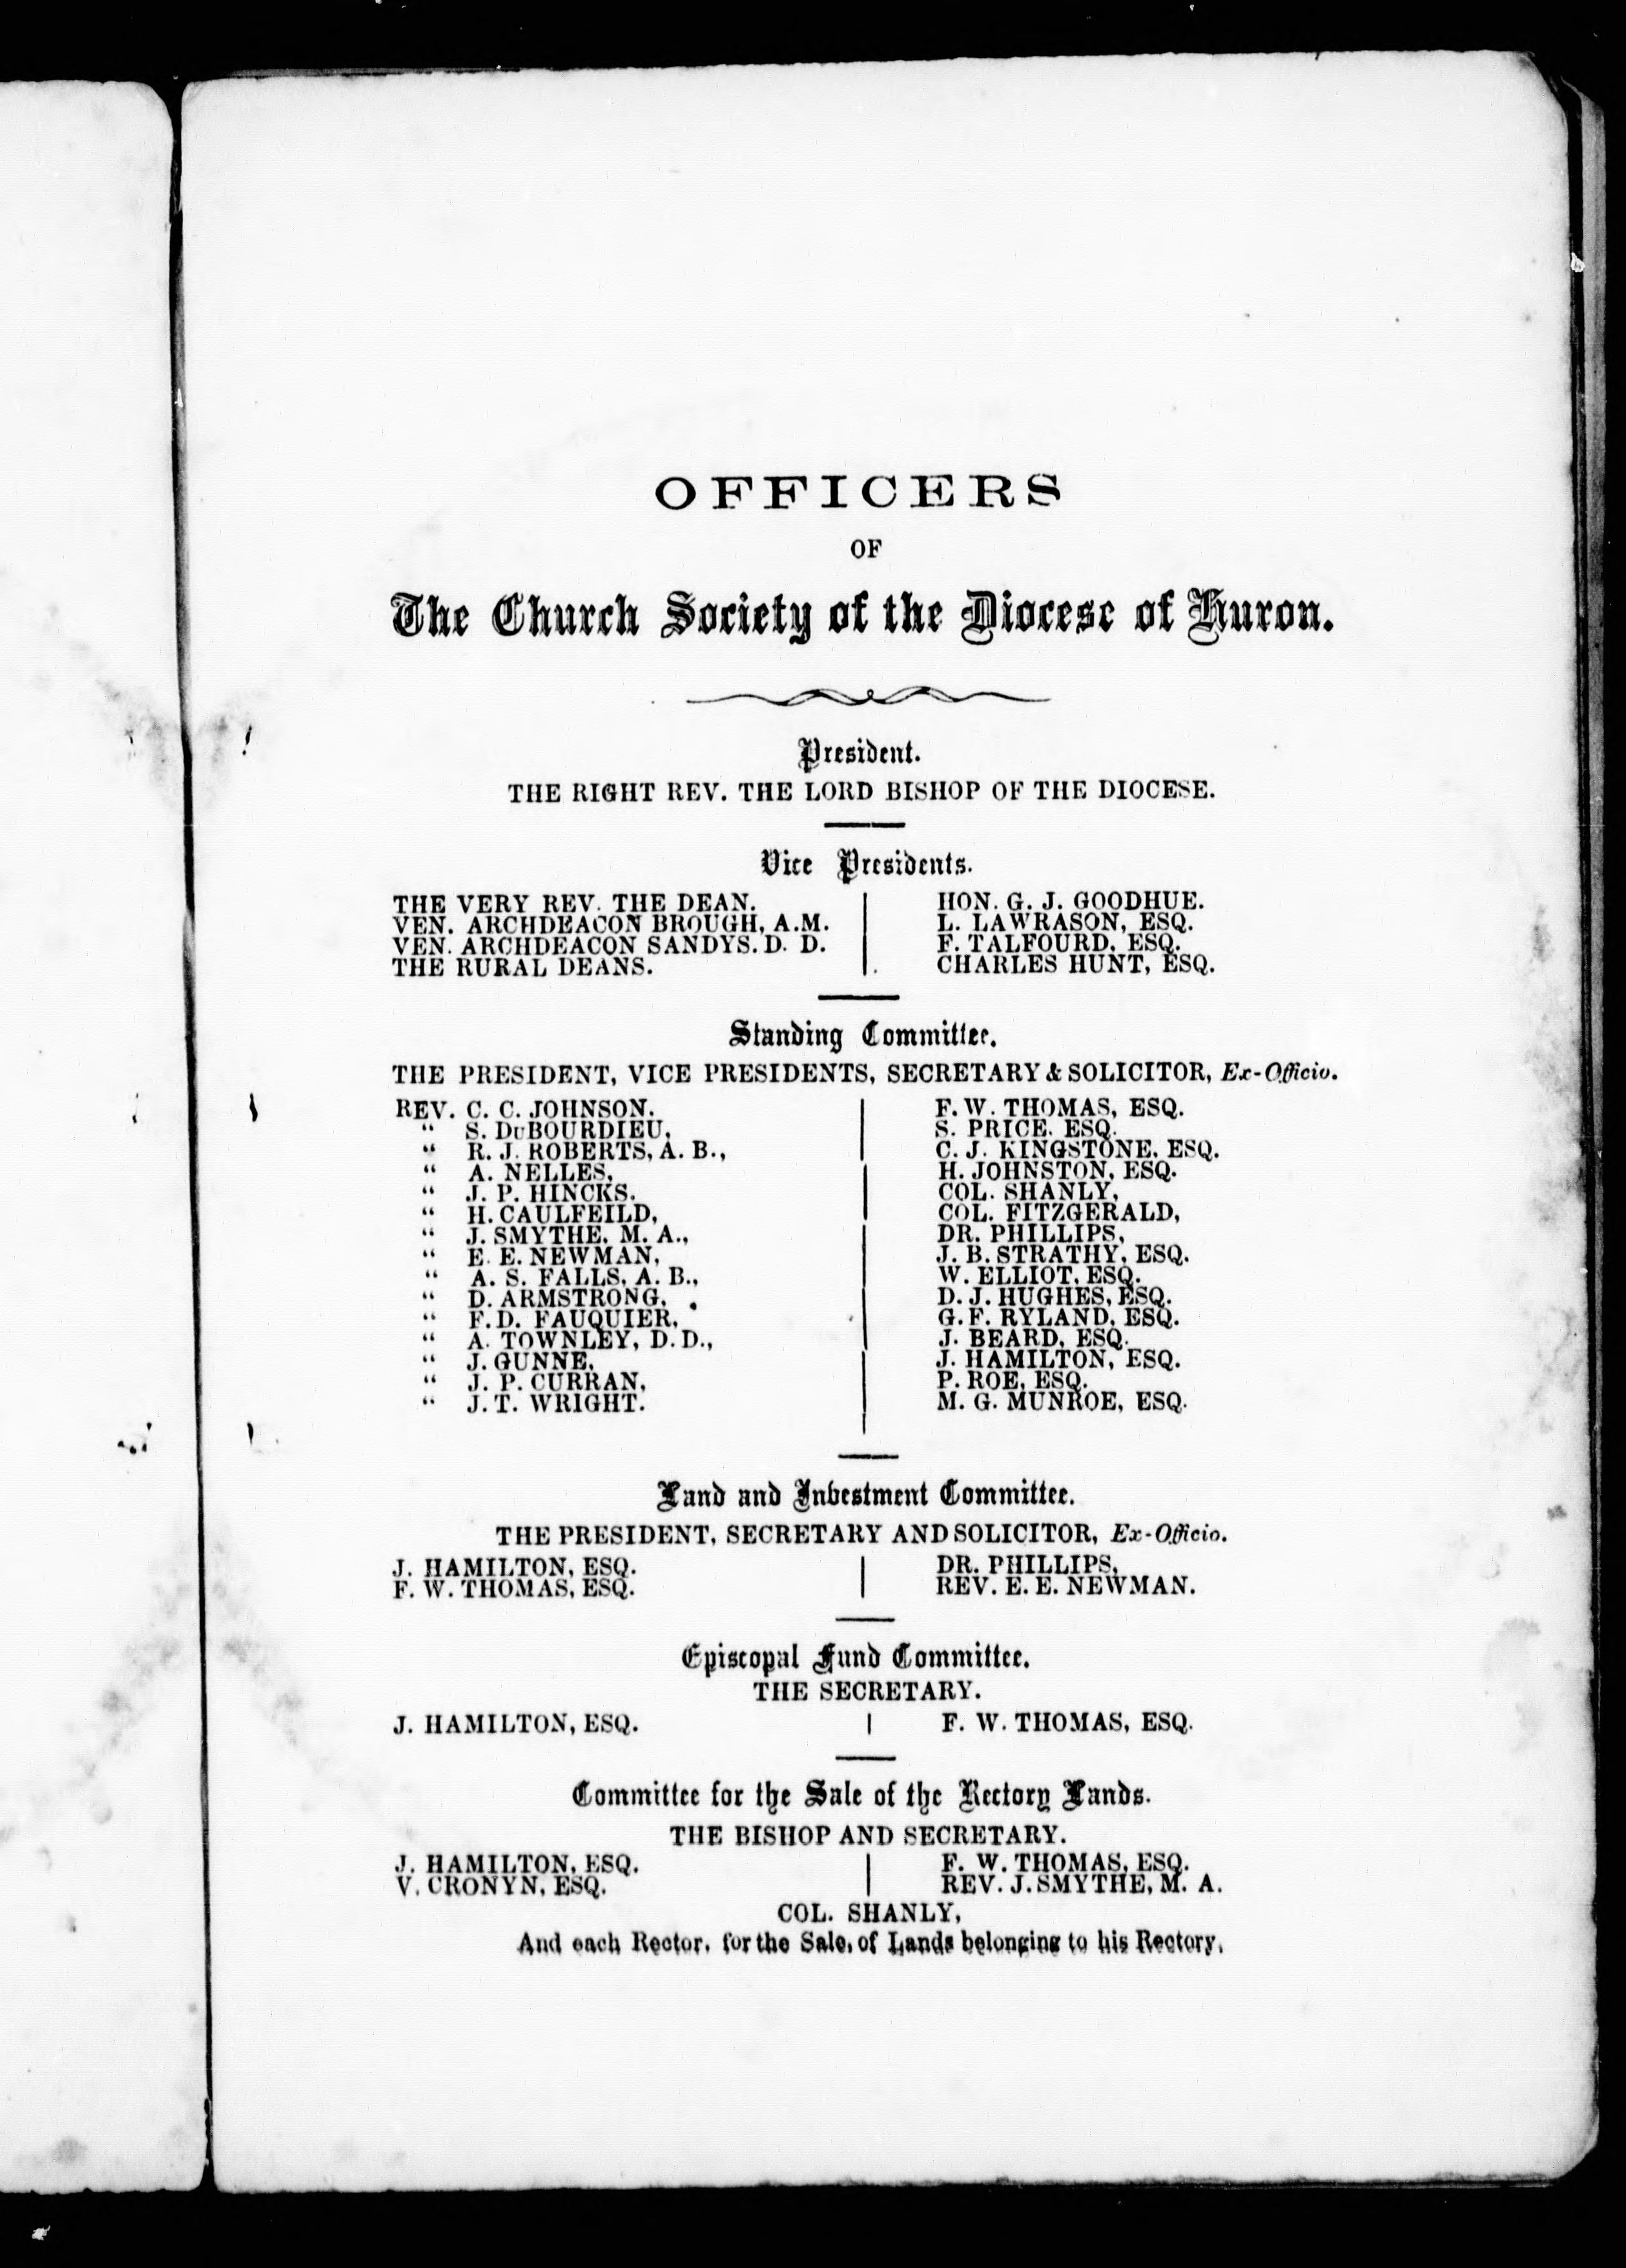 OFFICERS
OF
The Church Society of the Diocese of Huron.
President.
THE RIGHT REV. THE LORD BISHOP OF THE DIOCESE.
Vice Presidents.
THE VERY REV. THE DEAN.
VEN. ARCHDEACON BROUGH, A.M.
VEN. ARCHDEACON SANDYS. D. D.
THE RURAL DEANS.
HON. G. J. GOODHUE.
L. LAWRASON, ESQ.
F. TALFOURD, ESQ.
CHARLES HUNT, ESQ.
Standing Committee.
THE PRESIDENT, VICE PRESIDENTS, SECRETARY & SOLICITOR, Ex-Officio.
REV. C. C. JOHNSON.
“ S. DuBOURDIEU,
“ R. J. ROBERTS, A. B.,
“ A. NELLES,
“ J. P. HINCKS.
“ H. CAULFEILD,
“ J. SMYTHE, M. A.,
“ E. E. NEWMAN,
“ A. S. FALLS, A. B.,
“ D. ARMSTRONG,
“ F. D. FAUQUIER,
“ A. TOWNLEY, D. D.,
“ J. GUNNE,
“ J. P. CURRAN,
“ J. T. WRIGHT.
F. W. THOMAS, ESQ.
S. PRICE, ESQ.
C. J. KINGSTONE, ESQ.
H. JOHNSTON, ESQ.
COL. SHANLY,
COL. FITZGERALD,
DR. PHILLIPS,
J. B. STRATHY, ESQ.
W. ELLIOT, ESQ.
D. J. HUGHES, ESQ.
G. F. RYLAND, ESQ.
J. BEARD, ESQ.
J. HAMILTON, ESQ.
P. ROE, ESQ.
M. G. MUNROE, ESQ.
Land and Investment Committee.
THE PRESIDENT, SECRETARY AND SOLICITOR, Ex-Officio.
J. HAMILTON, ESQ.
F. W. THOMAS, ESQ.
DR. PHILLIPS,
REV. E. E. NEWMAN.
Episcopal Fund Committee.
THE SECRETARY.
J. HAMILTON, ESQ.
F. W. THOMAS, ESQ.
Committee for the Sale of the Rectory Lands.
THE BISHOP AND SECRETARY.
J. HAMILTON, ESQ.
V. CRONYN, ESQ.
F. W. THOMAS, ESQ.
REV. J. SMYTHE, M. A.
COL. SHANLY,
And each Rector, for the Sale, of Lands belonging to his Rectory,